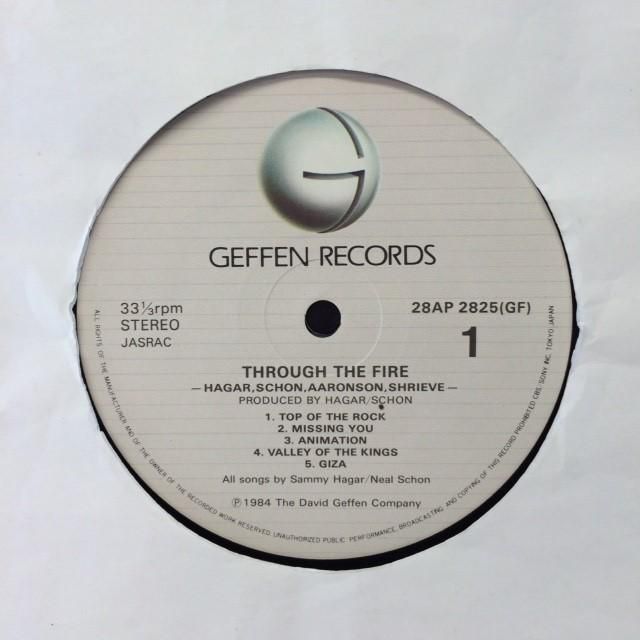 GEFFEN RECORDS
33⅓rpm
STEREO
JASRAC
28AP 2825(GF)
1
THROUGH THE FIRE
—HAGAR,SCHON,AARONSON,SHRIEVE—
PRODUCED BY HAGAR/SCHON
1. TOP OF THE ROCK
2. MISSING YOU
3. ANIMATION
4. VALLEY OF THE KINGS
5. GIZA
All songs by Sammy Hagar/Neal Schon
℗1984 The David Geffen Company
ALL RIGHTS OF THE MANUFACTURER AND OF THE OWNER OF THE RECORDED WORK RESERVED. UNAUTHORIZED PUBLIC PERFORMANCE, BROADCASTING AND COPYING OF THIS RECORD PROHIBITED CBS/SONY INC. TOKYO JAPAN